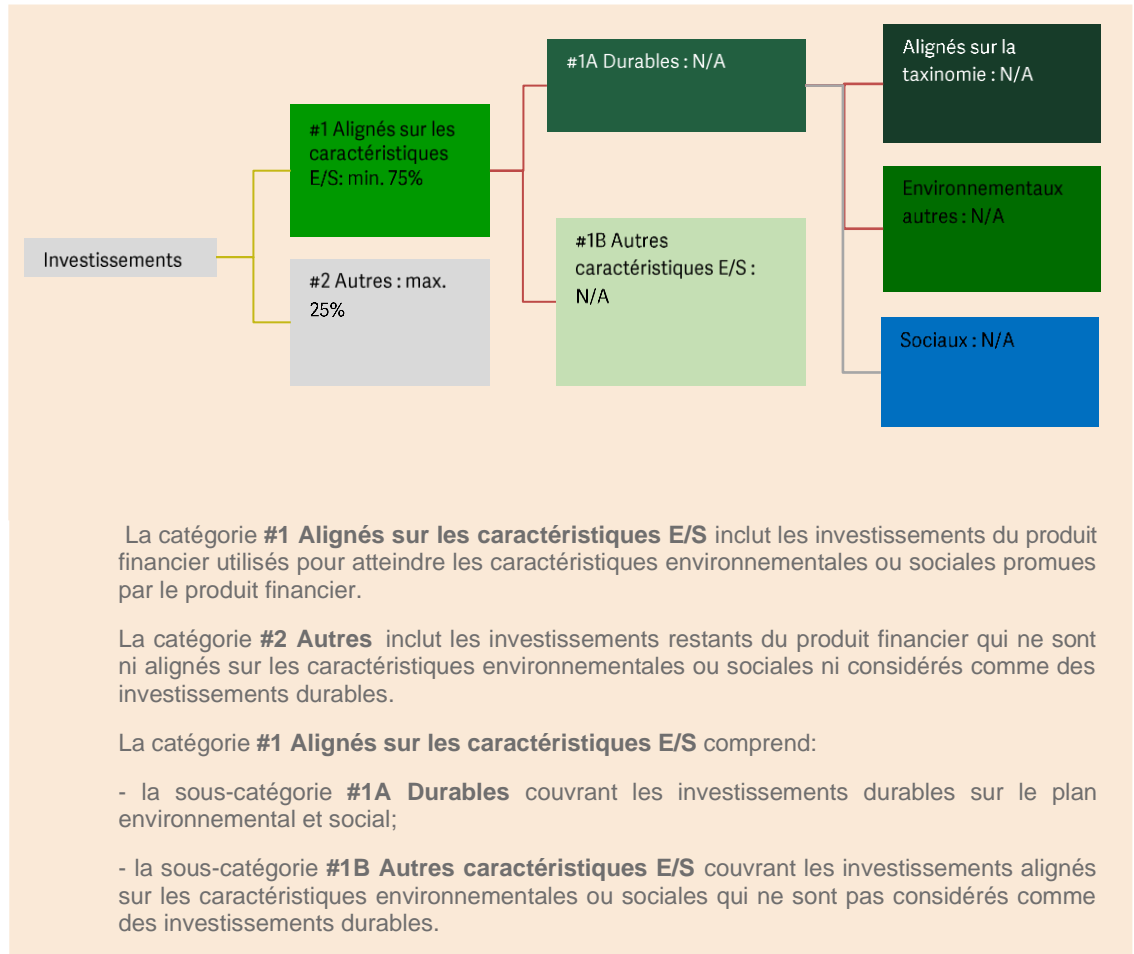 Investissements
#1 Alignés sur les
caractéristiques
E/S: min. 75%
#2 Autres : max.
25%
#1A Durables : N/A
#1B Autres
caractéristiques E/S :
N/A
Alignés sur la
taxinomie : N/A
Environnementaux
autres : N/A
Sociaux : N/A
La catégorie #1 Alignés sur les caractéristiques E/S inclut les investissements du produit
financier utilisés pour atteindre les caractéristiques environnementales ou sociales promues
par le produit financier.
La catégorie #2 Autres inclut les investissements restants du produit financier qui ne sont
ni alignés sur les caractéristiques environnementales ou sociales ni considérés comme des
investissements durables.
La catégorie #1 Alignés sur les caractéristiques E/S comprend:
- la sous-catégorie #1A Durables couvrant les investissements durables sur le plan
environnemental et social;
- la sous-catégorie #1B Autres caractéristiques E/S couvrant les investissements alignés
sur les caractéristiques environnementales ou sociales qui ne sont pas considérés comme
des investissements durables.